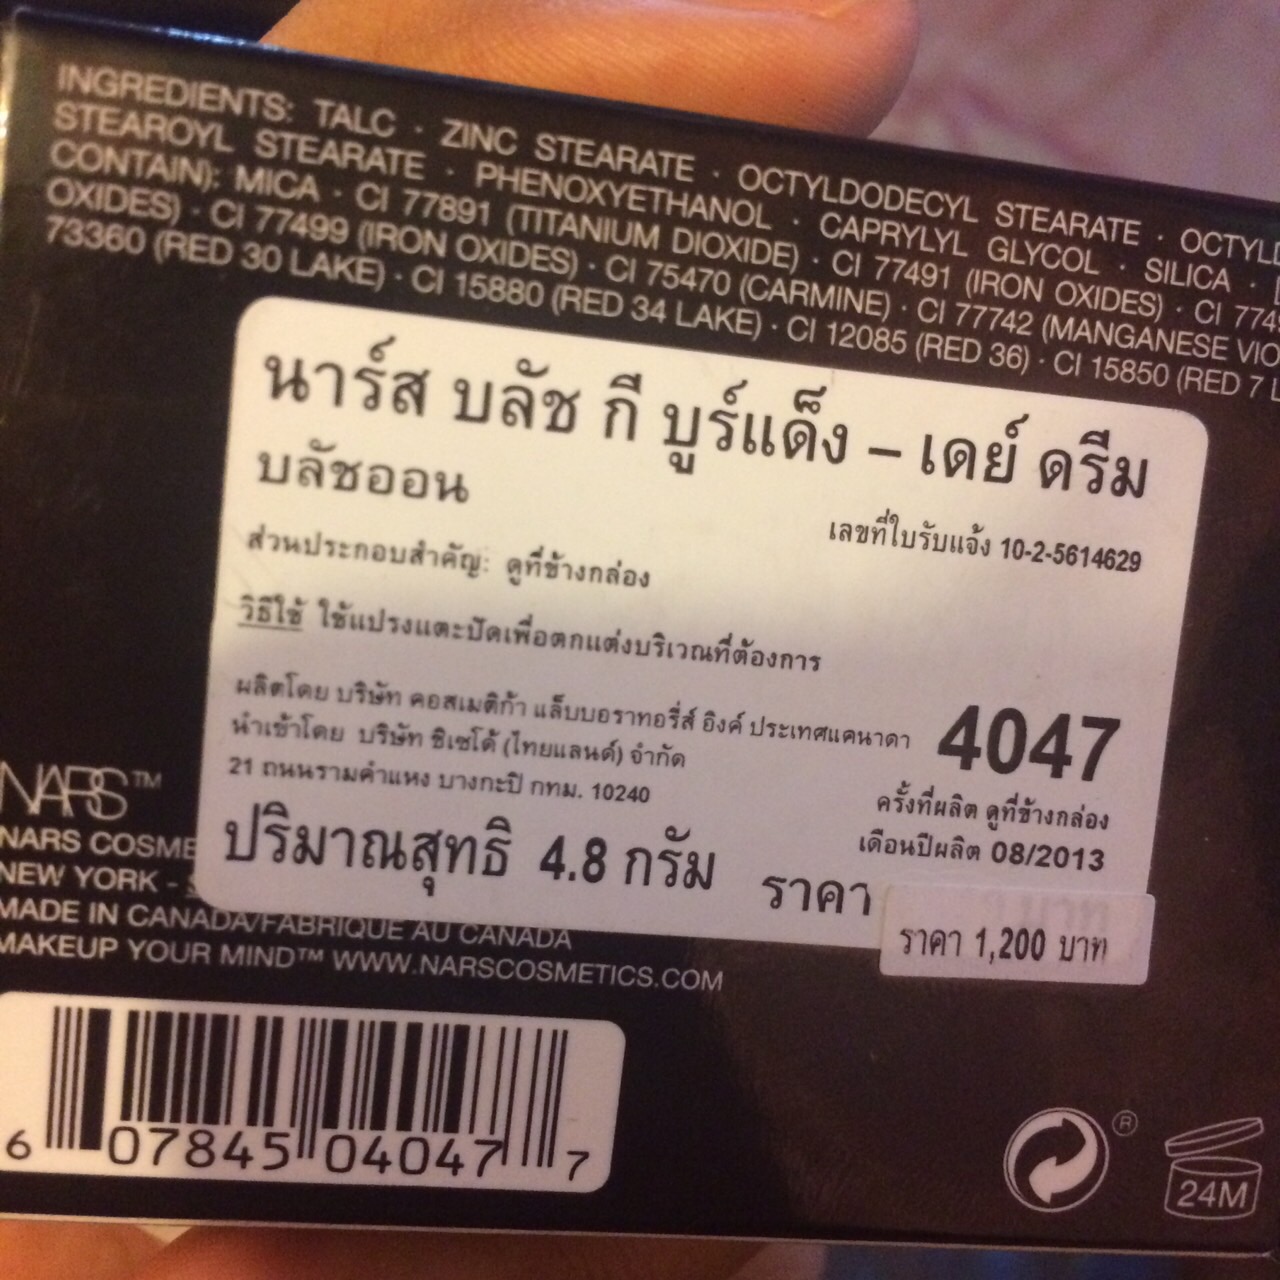 INGREDIENTS: TALC · ZINC STEARATE · OCTYLDODECYL STEARATE ·
STEAROYL STEARATE · PHENOXYETHANOL · CAPRYLYL GLYCOL · SILICA ·
CONTAIN): MICA · CI 77891 (TITANIUM DIOXIDE) · CI 77491 (IRON OXIDES) · CI
OXIDES) · CI 77499 (IRON OXIDES) · CI 75470 (CARMINE) · CI 77742 (MANGANESE
73360 (RED 30 LAKE) · CI 15880 (RED 34 LAKE) · CI 12085 (RED 36) · CI 15850 (RED 7
นาร์ส บลัช กี บูร์แด็ง – เดย์ ดรีม
บลัชออน
เลขที่ใบรับแจ้ง 10-2-5614629
ส่วนประกอบสำคัญ: ดูที่ข้างกล่อง
วิธีใช้ ใช้แปรงแตะปัดเพื่อตกแต่งบริเวณที่ต้องการ
ผลิตโดย บริษัท คอสเมติก้า แล็บบอราทอรี่ส์ อิงค์ ประเทศแคนาดา
นำเข้าโดย บริษัท ชิเซโด้ (ไทยแลนด์) จำกัด
21 ถนนรามคำแหง บางกะปิ กทม. 10240
4047
ครั้งที่ผลิต ดูที่ข้างกล่อง
เดือนปีผลิต 08/2013
ปริมาณสุทธิ 4.8 กรัม ราคา
ราคา 1,200 บาท
NARS™
NARS
NEW YORK -
MADE IN CANADA/FABRIQUE AU CANADA
MAKEUP YOUR MIND™ WWW.NARSCOSMETICS.COM
6 07845 04047 7
®
24M